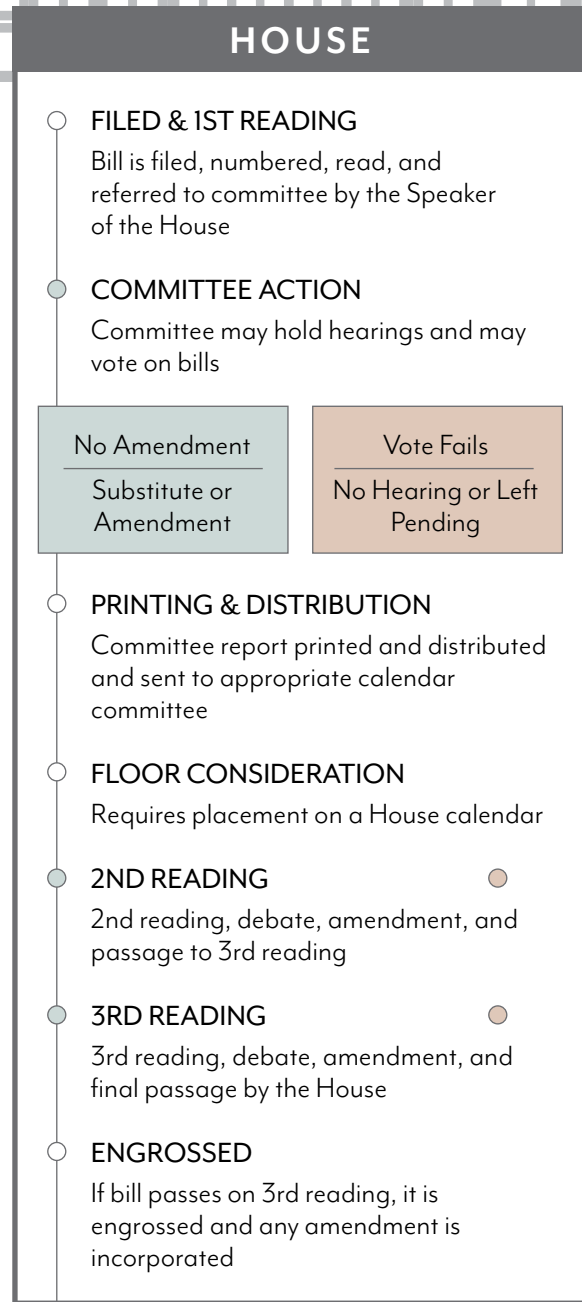 HOUSE
FILED & 1ST READING
Bill is filed, numbered, read, and
referred to committee by the Speaker
of the House
COMMITTEE ACTION
Committee may hold hearings and may
vote on bills
No Amendment
Substitute or
Amendment
Vote Fails
No Hearing or Left
Pending
PRINTING & DISTRIBUTION
Committee report printed and distributed
and sent to appropriate calendar
committee
FLOOR CONSIDERATION
Requires placement on a House calendar
2ND READING
2nd reading, debate, amendment, and
passage to 3rd reading
3RD READING
3rd reading, debate, amendment, and
final passage by the House
ENGROSSED
If bill passes on 3rd reading, it is
engrossed and any amendment is
incorporated